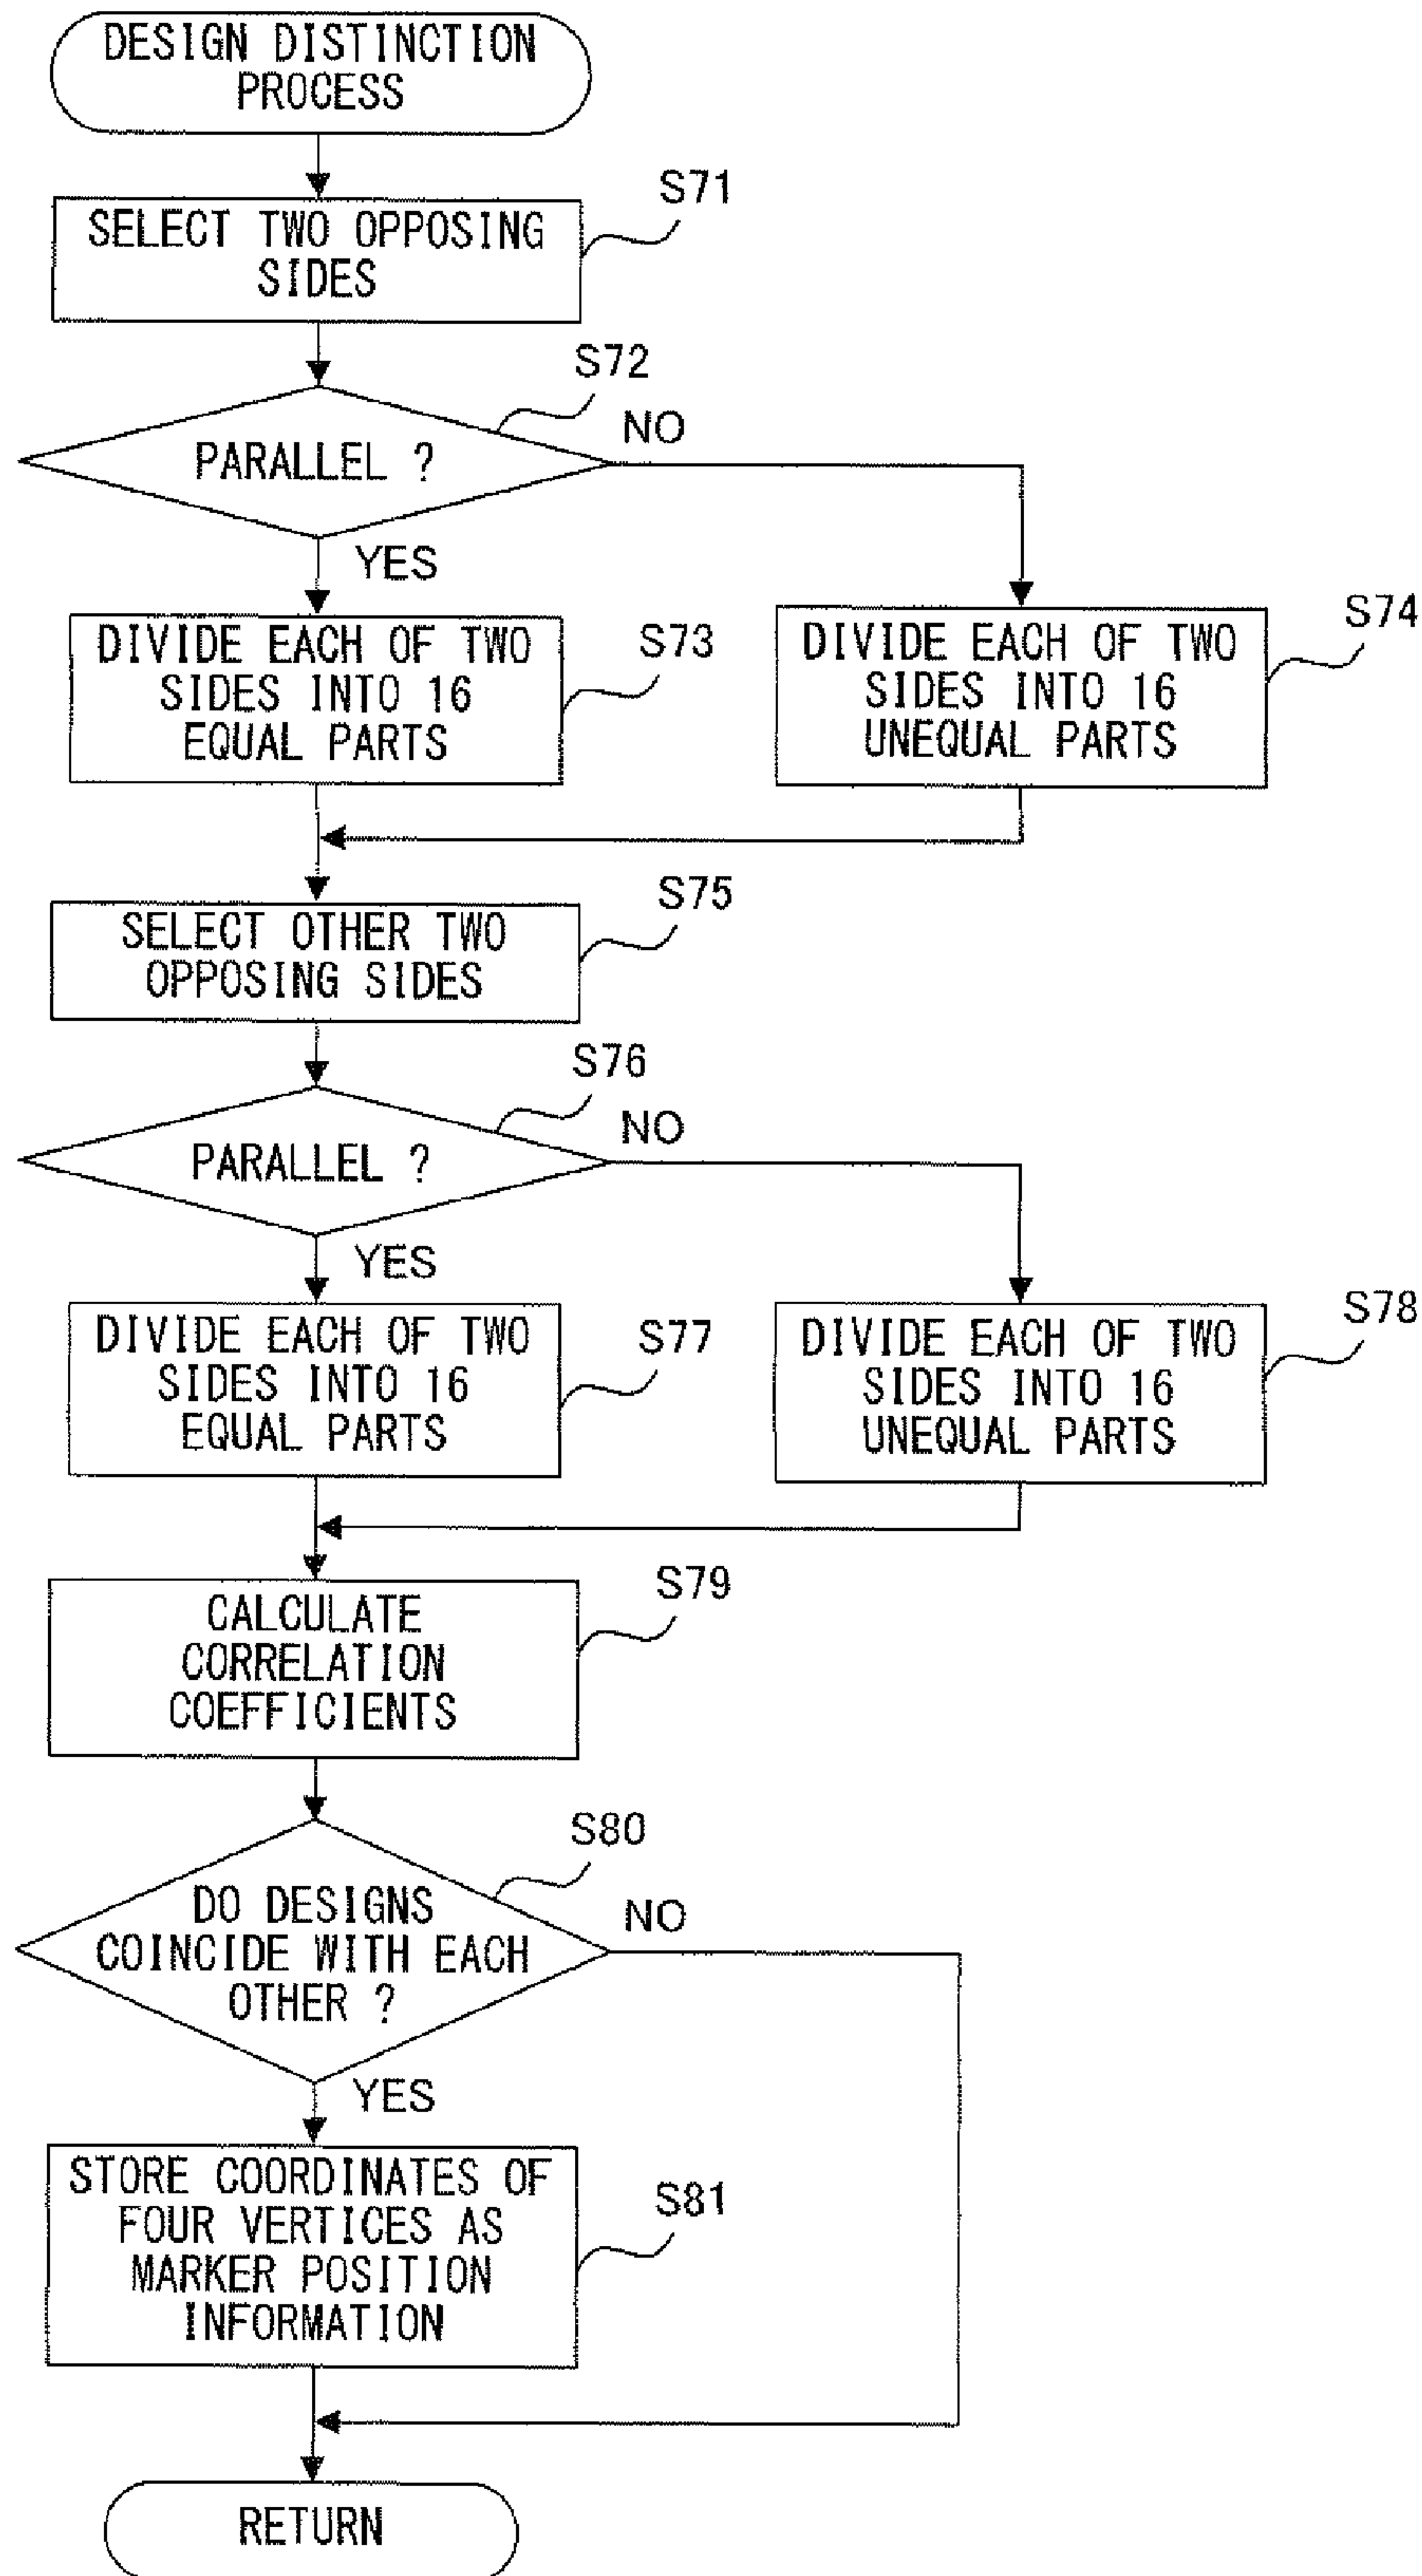 DESIGN DISTINCTION
PROCESS
S71
SELECT TWO OPPOSING
SIDES
S72
PARALLEL ?
NO
YES
S73
DIVIDE EACH OF TWO
SIDES INTO 16
EQUAL PARTS
S74
DIVIDE EACH OF TWO
SIDES INTO 16
UNEQUAL PARTS
S75
SELECT OTHER TWO
OPPOSING SIDES
S76
PARALLEL ?
NO
YES
S77
DIVIDE EACH OF TWO
SIDES INTO 16
EQUAL PARTS
S78
DIVIDE EACH OF TWO
SIDES INTO 16
UNEQUAL PARTS
S79
CALCULATE
CORRELATION
COEFFICIENTS
S80
DO DESIGNS
COINCIDE WITH EACH
OTHER ?
NO
YES
S81
STORE COORDINATES OF
FOUR VERTICES AS
MARKER POSITION
INFORMATION
RETURN